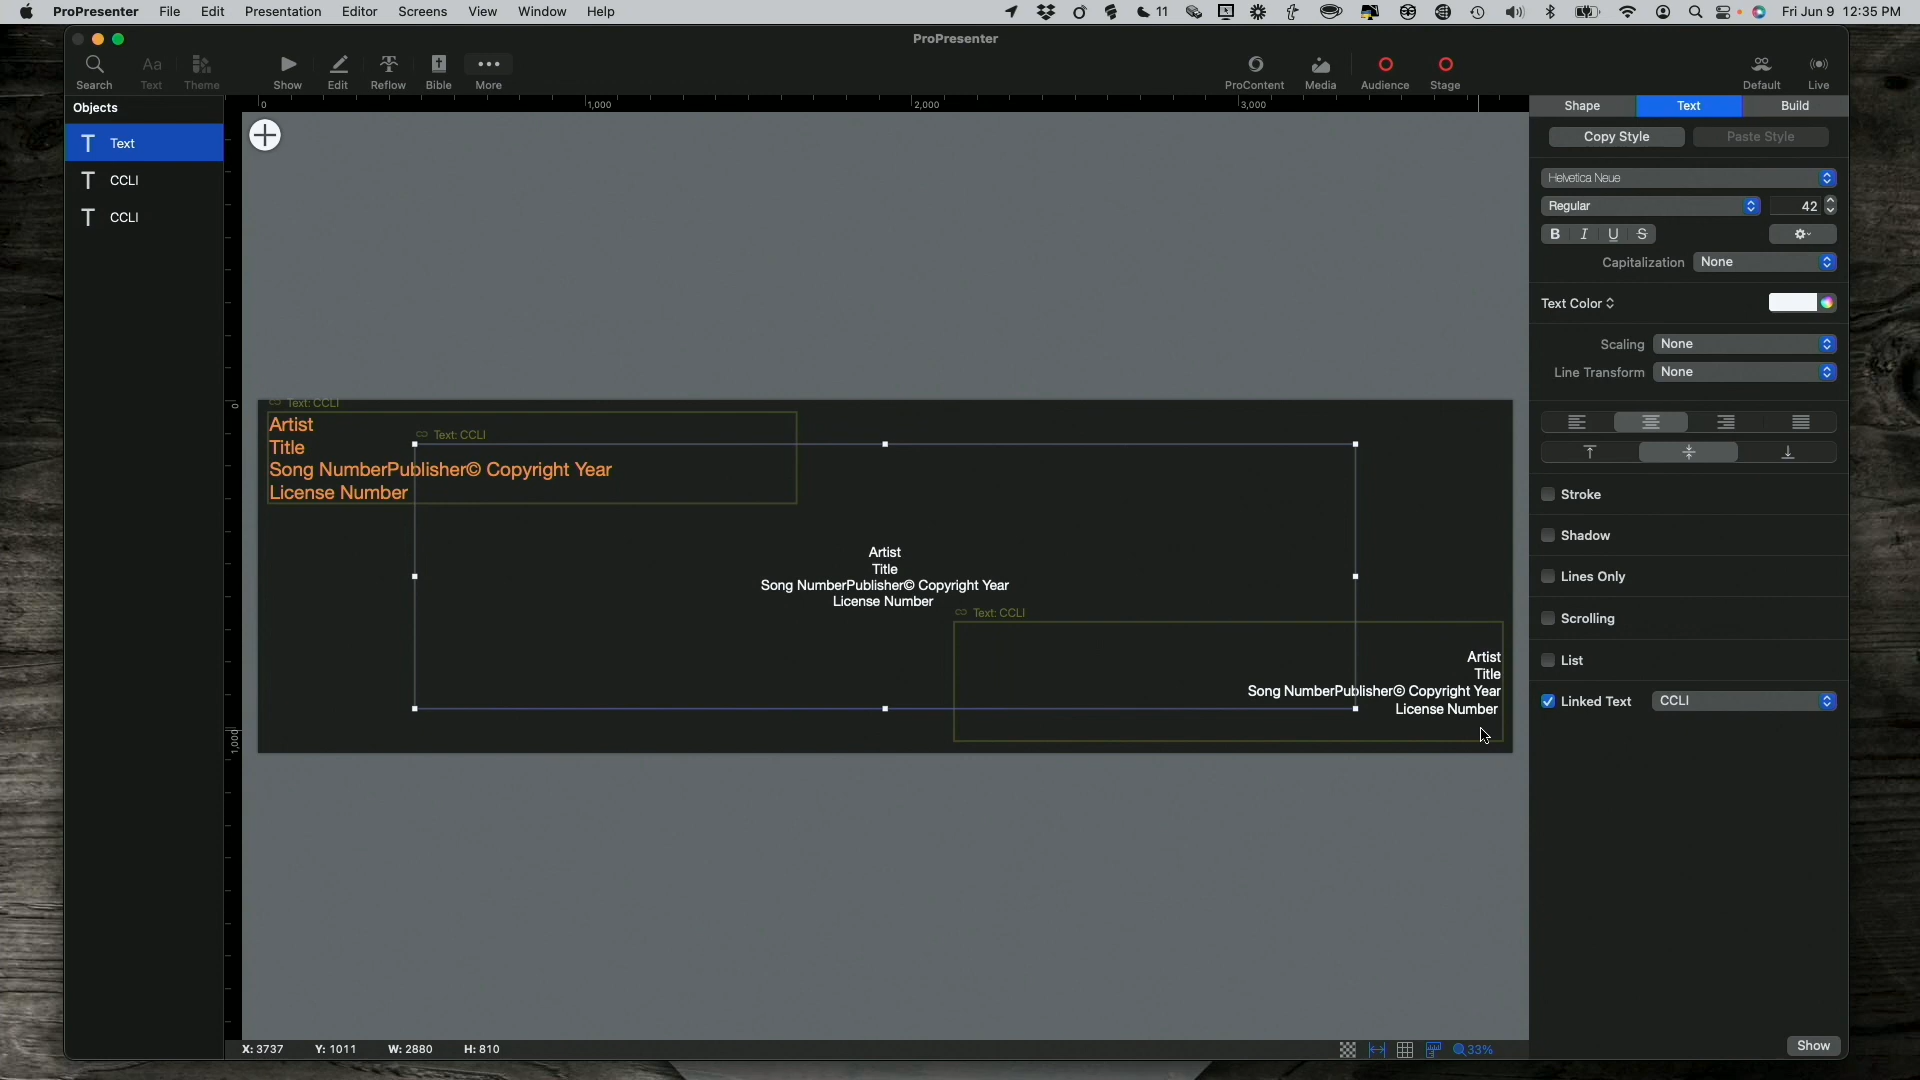 ProPresenter File Edit Presentation Editor Screens View Window Help 11 Fri Jun 9 12:35 PM
ProPresenter
Search Text Theme Show Edit Reflow Bible More ProContent Media Audience Stage Default Live
Aa
Objects
Text
CCLI
CCLI
0 1,000 2,000 3,000
0
1,000
Text: CCLI
Artist
Title
Song NumberPublisher© Copyright Year
License Number
Text: CCLI
Artist
Title
Song NumberPublisher© Copyright Year
License Number
Text: CCLI
Artist
Title
Song NumberPublisher© Copyright Year
License Number
Shape Text Build
Copy Style Paste Style
Helvetica Neue
Regular 42
B I U S
Capitalization None
Text Color
Scaling None
Line Transform None
Stroke
Shadow
Lines Only
Scrolling
List
Linked Text CCLI
Show
X: 3737 Y: 1011 W: 2880 H: 810 33%